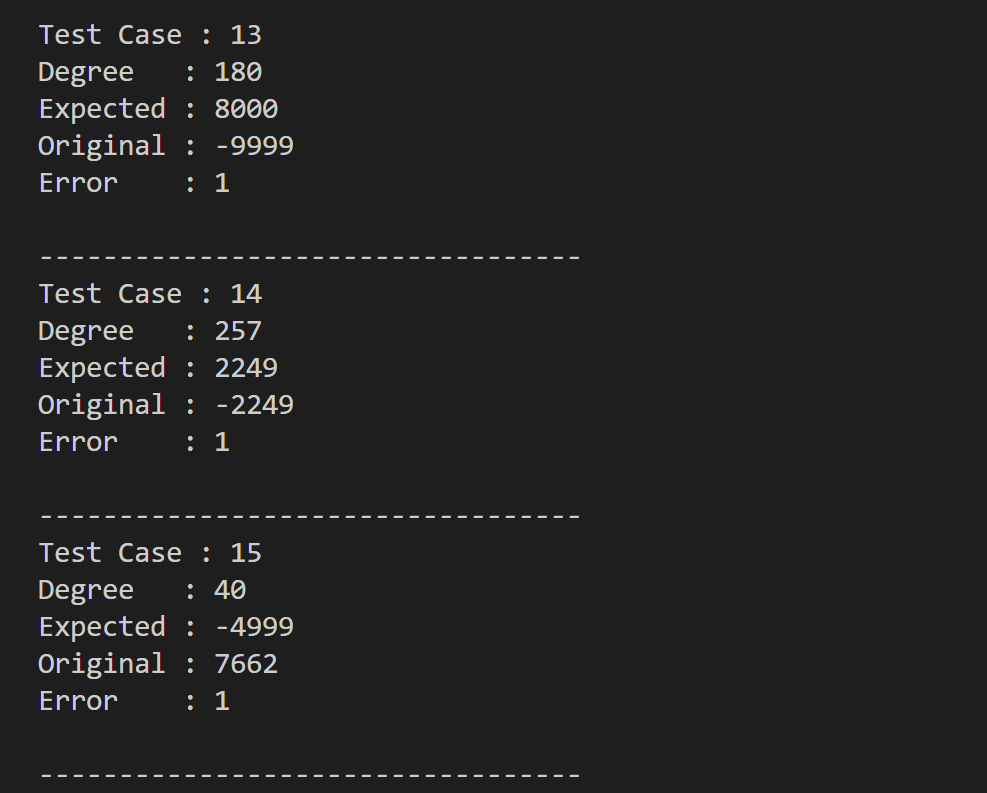 Test Case : 13
Degree   : 180
Expected : 8000
Original : -9999
Error    : 1
----------------------------------
Test Case : 14
Degree   : 257
Expected : 2249
Original : -2249
Error    : 1
----------------------------------
Test Case : 15
Degree   : 40
Expected : -4999
Original : 7662
Error    : 1
----------------------------------